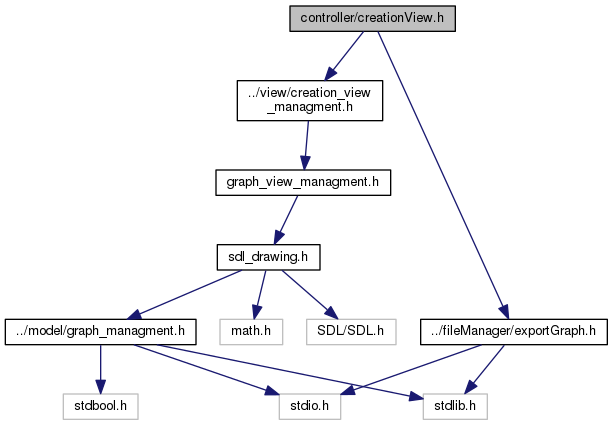 controller/creationView.h
../view/creation_view
_managment.h
graph_view_managment.h
sdl_drawing.h
../model/graph_managment.h
math.h
SDL/SDL.h
../fileManager/exportGraph.h
stdbool.h
stdio.h
stdlib.h